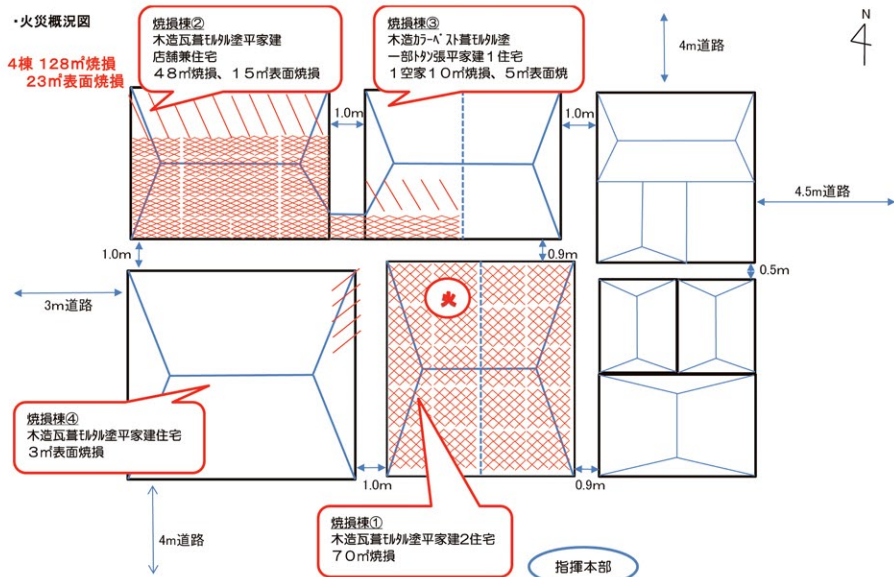 ・火災概況図
4棟 128㎡焼損
23㎡表面焼損
焼損棟②
木造瓦葺ﾓﾙﾀﾙ塗平家建
店舗兼住宅
48㎡焼損、15㎡表面焼損
焼損棟③
木造ｶﾗｰﾍﾞｽﾄ葺ﾓﾙﾀﾙ塗
一部ﾄﾀﾝ張平家建1住宅
1空家10㎡焼損、5㎡表面焼
4m道路
N
1.0m
1.0m
4.5m道路
1.0m
0.9m
0.5m
3m道路
火
焼損棟④
木造瓦葺ﾓﾙﾀﾙ塗平家建住宅
3㎡表面焼損
1.0m
0.9m
4m道路
焼損棟①
木造瓦葺ﾓﾙﾀﾙ塗平家建2住宅
70㎡焼損
指揮本部